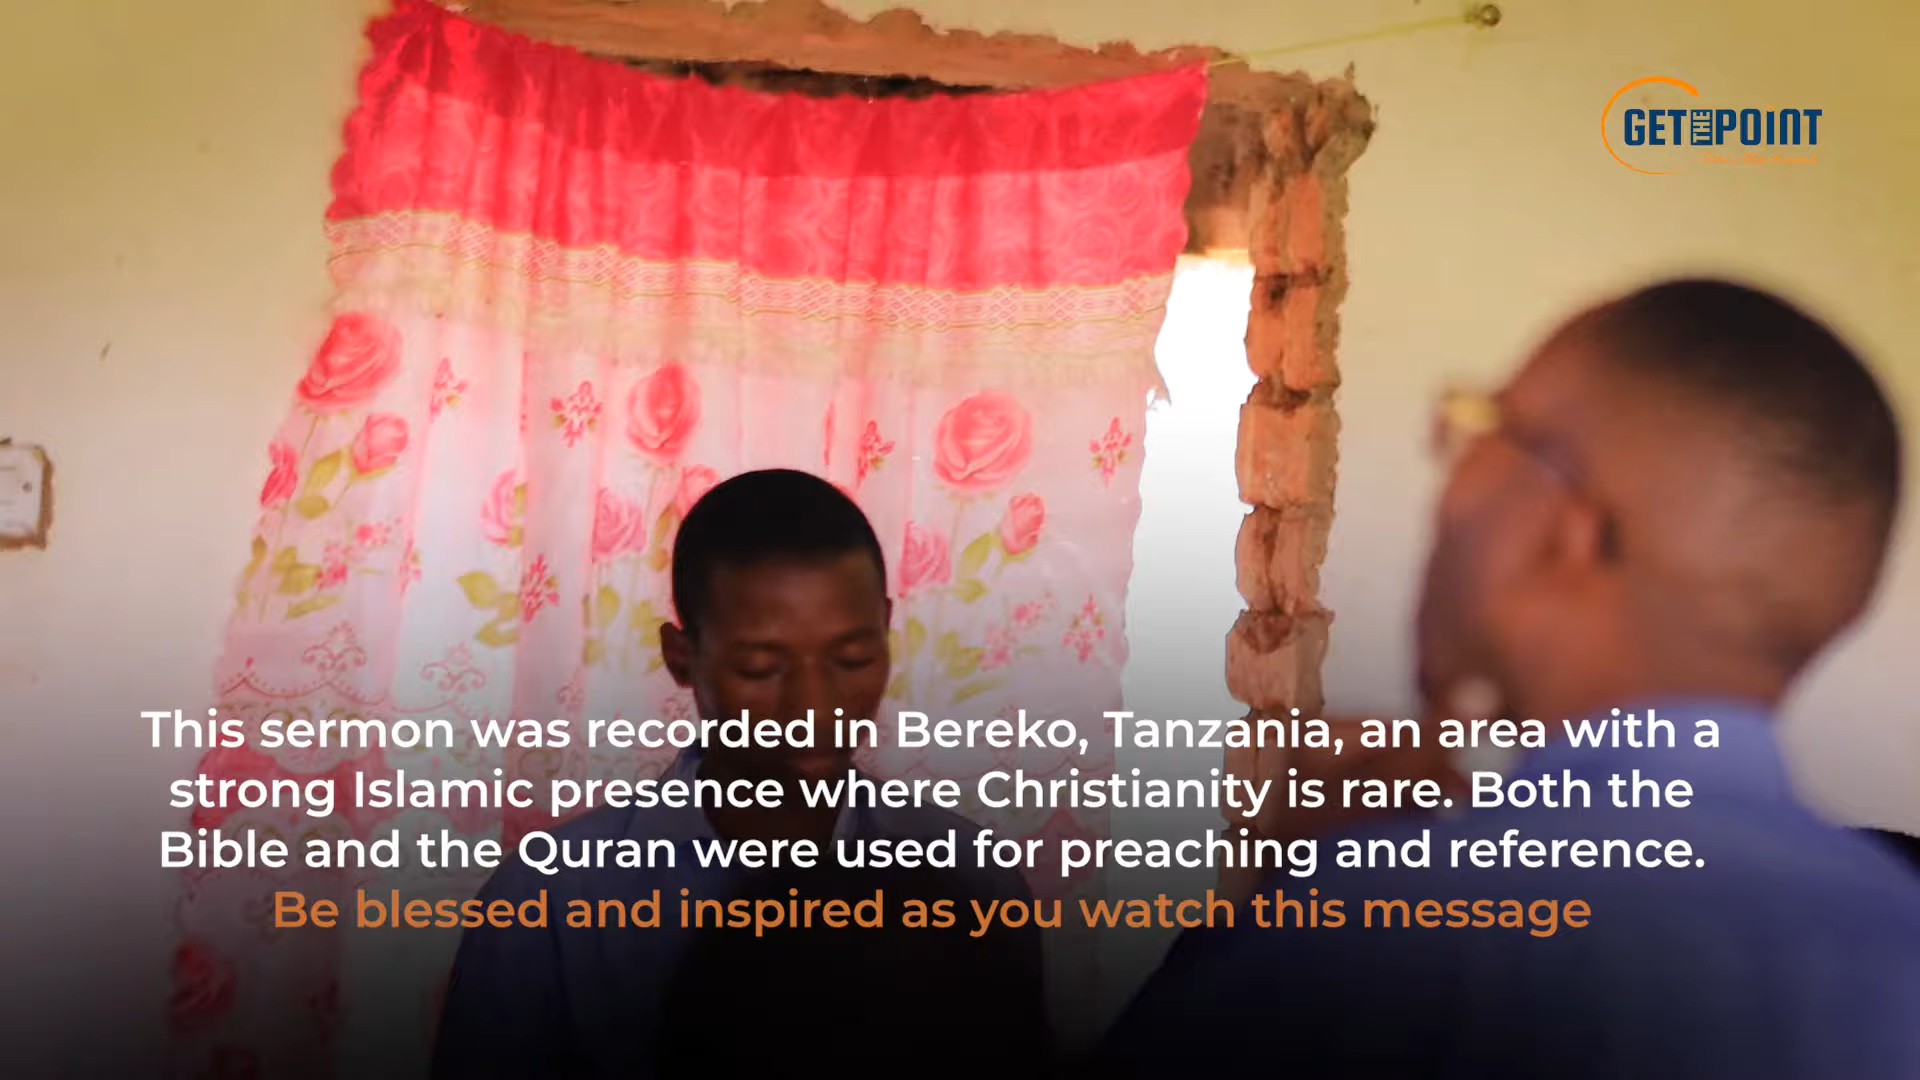 GET THE POINT
This sermon was recorded in Bereko, Tanzania, an area with a
strong Islamic presence where Christianity is rare. Both the
Bible and the Quran were used for preaching and reference.
Be blessed and inspired as you watch this message